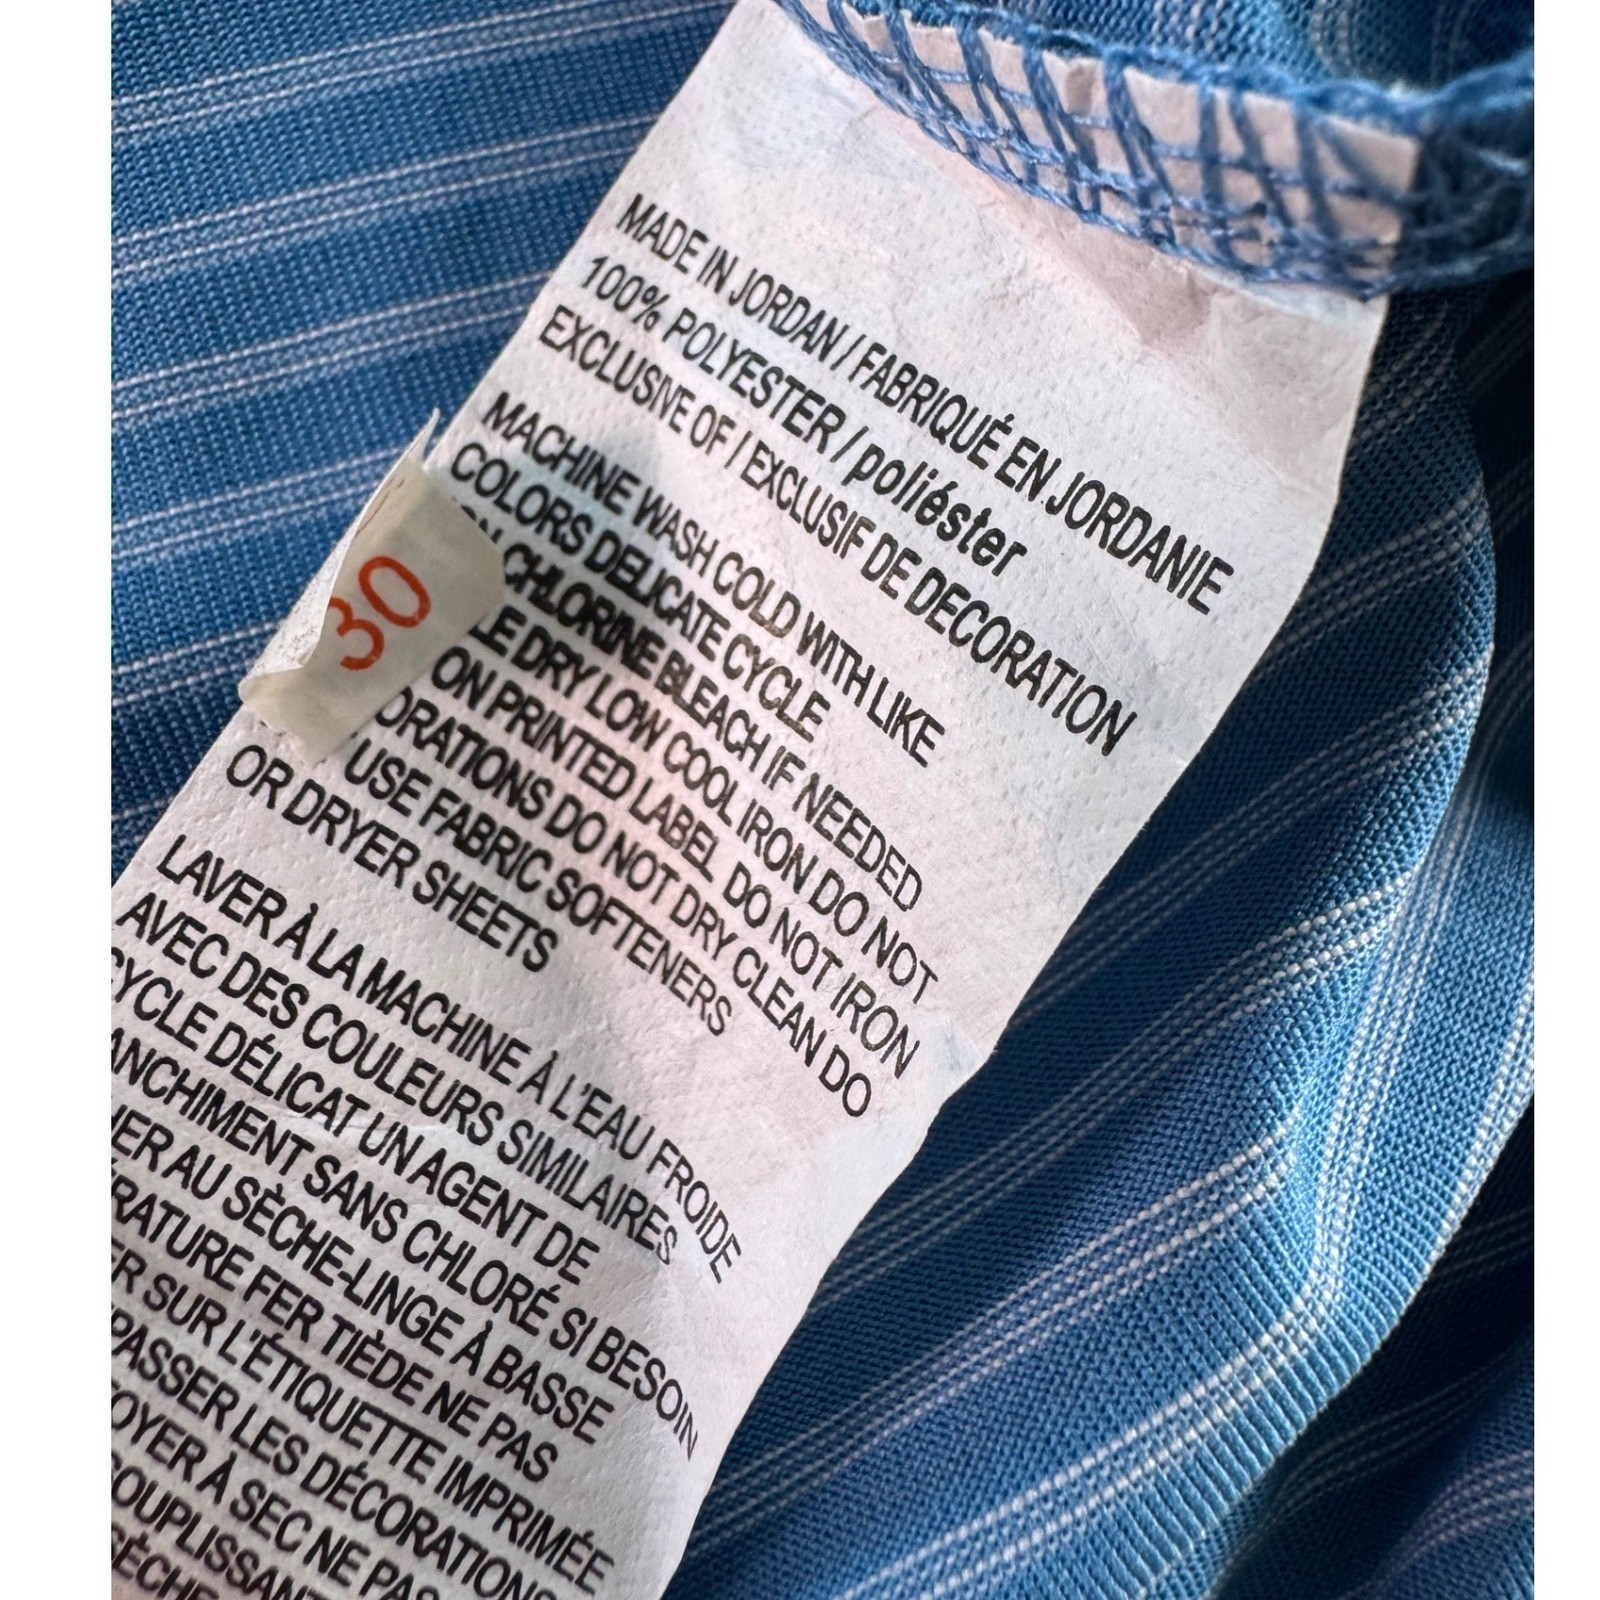 MADE IN JORDAN / FABRIQUÉ EN JORDANIE
100% POLYESTER / poliéster
EXCLUSIVE OF / EXCLUSIF DE DECORATION
MACHINE WASH COLD WITH LIKE
COLORS DELICATE CYCLE
CHLORINE BLEACH IF NEEDED
LE DRY LOW COOL IRON DO NOT
ON PRINTED LABEL DO NOT IRON
ORATIONS DO NOT DRY CLEAN DO
USE FABRIC SOFTENERS
OR DRYER SHEETS
30
LAVER À LA MACHINE À L'EAU FROIDE
AVEC DES COULEURS SIMILAIRES
CYCLE DÉLICAT UN AGENT DE
ANCHIMENT SANS CHLORÉ SI BESOIN
ER AU SÈCHE-LINGE À BASSE
RATURE FER TIÈDE NE PAS
ER SUR L'ÉTIQUETTE IMPRIMÉE
PASSER LES DÉCORATIONS
OYER À SEC NE PAS
OUPLISSANT
SÈCHE